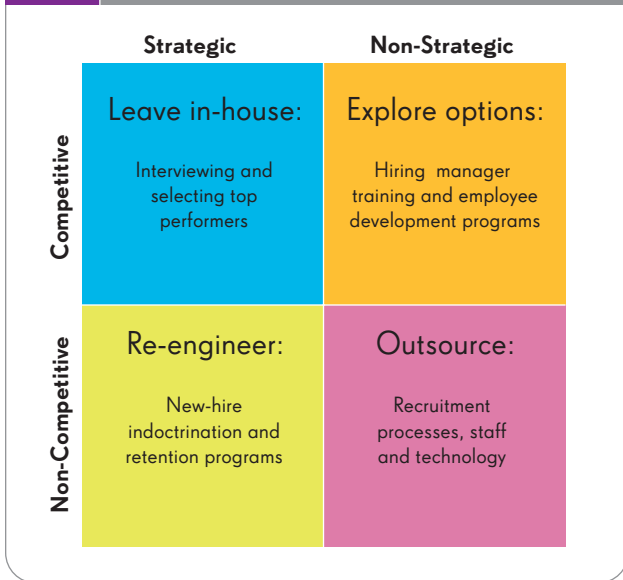 Strategic
Non-Strategic
Competitive
Leave in-house:
Interviewing and
selecting top
performers
Explore options:
Hiring manager
training and employee
development programs
Non-Competitive
Re-engineer:
New-hire
indoctrination and
retention programs
Outsource:
Recruitment
processes, staff
and technology